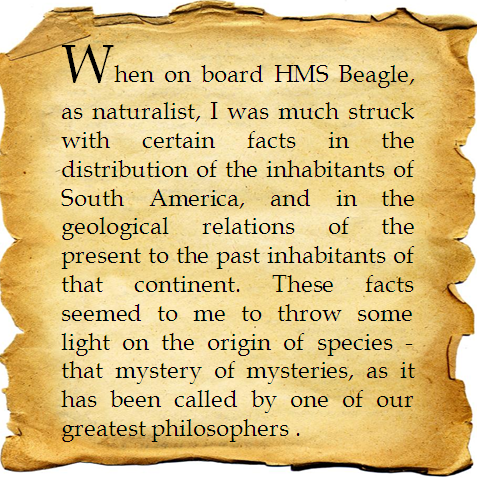 When on board HMS Beagle,
as naturalist, I was much struck
with certain facts in the
distribution of the inhabitants of
South America, and in the
geological relations of the
present to the past inhabitants of
that continent. These facts
seemed to me to throw some
light on the origin of species -
that mystery of mysteries, as it
has been called by one of our
greatest philosophers .